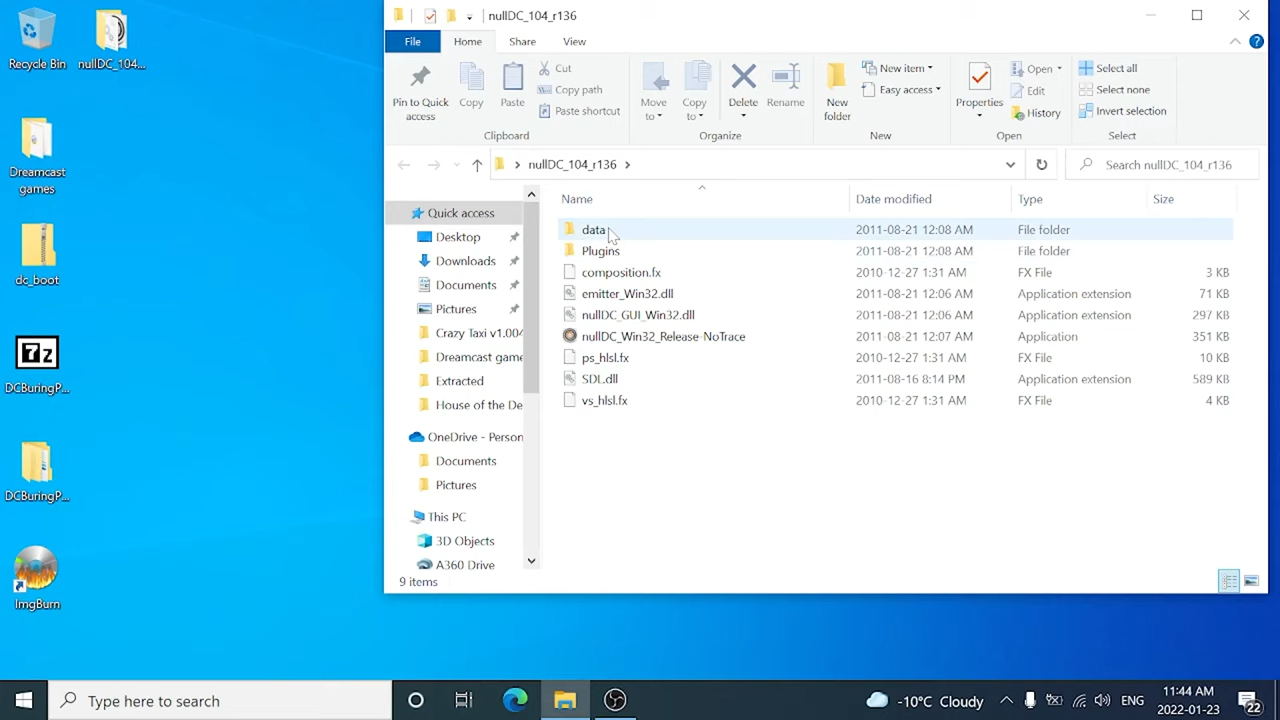 Recycle Bin
nullDC_104...
Dreamcast
games
dc_boot
7z
DCBuringP...
DCBuringP...
ImgBurn
nullDC_104_r136
File
Home
Share
View
Pin to Quick
access
Copy
Paste
Cut
Copy path
Paste shortcut
Clipboard
Move
to
Copy
to
Delete
Rename
Organize
New
folder
New item
Easy access
New
Properties
Open
Edit
History
Open
Select all
Select none
Invert selection
Select
nullDC_104_r136
Search nullDC_104_r136
Quick access
Desktop
Downloads
Documents
Pictures
Crazy Taxi v1.004
Dreamcast game
Extracted
House of the De
OneDrive - Person
Documents
Pictures
This PC
3D Objects
A360 Drive
Name Date modified Type Size
data 2011-08-21 12:08 AM File folder
Plugins 2011-08-21 12:08 AM File folder
composition.fx 2010-12-27 1:31 AM FX File 3 KB
emitter_Win32.dll 2011-08-21 12:06 AM Application extension 71 KB
nullDC_GUI_Win32.dll 2011-08-21 12:06 AM Application extension 297 KB
nullDC_Win32_Release-NoTrace 2011-08-21 12:07 AM Application 351 KB
ps_hlsl.fx 2010-12-27 1:31 AM FX File 10 KB
SDL.dll 2011-08-16 8:14 PM Application extension 589 KB
vs_hlsl.fx 2010-12-27 1:31 AM FX File 4 KB
9 items
Type here to search
-10°C Cloudy
ENG
11:44 AM
2022-01-23
22